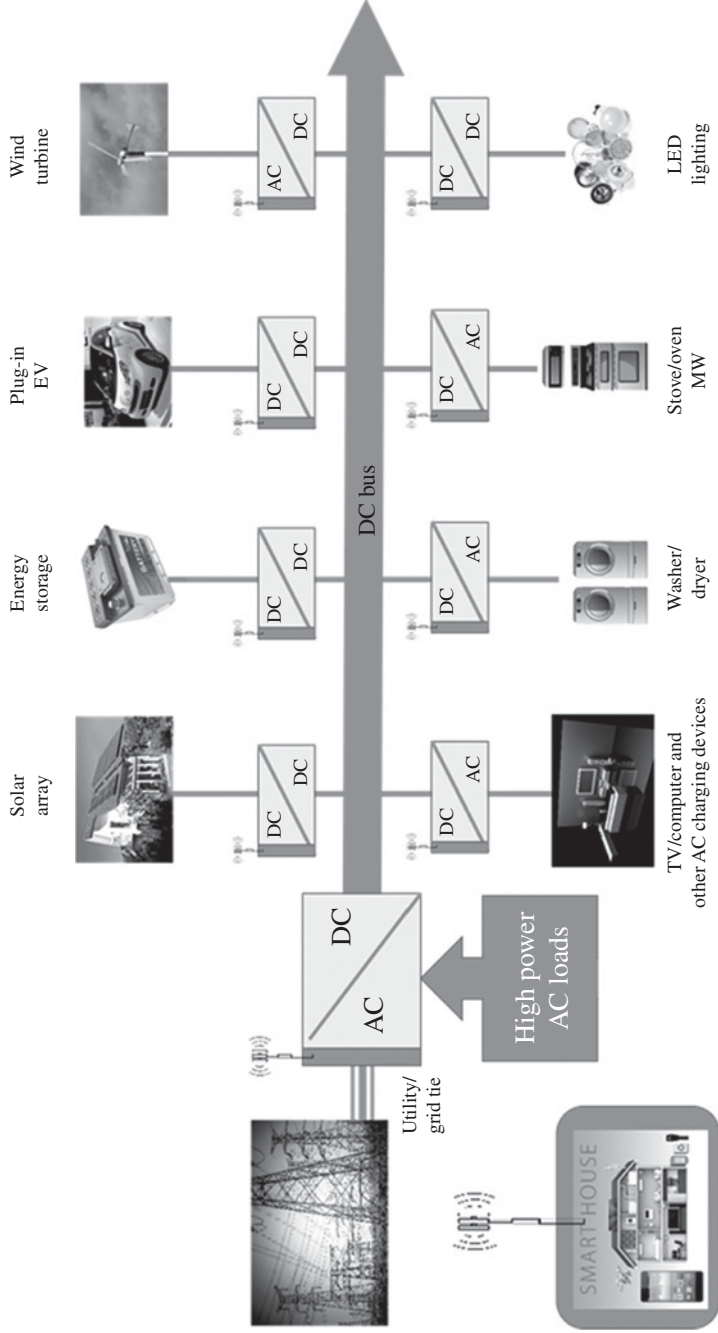 Solar
array
Energy
storage
Plug-in
EV
Wind
turbine
DC
DC
DC
DC
DC
DC
AC
DC
AC
DC
DC bus
DC
AC
DC
AC
DC
AC
DC
DC
Utility/
grid tie
High power
AC loads
TV/computer and
other AC charging devices
Washer/
dryer
Stove/oven
MW
LED
lighting
SMART HOUSE